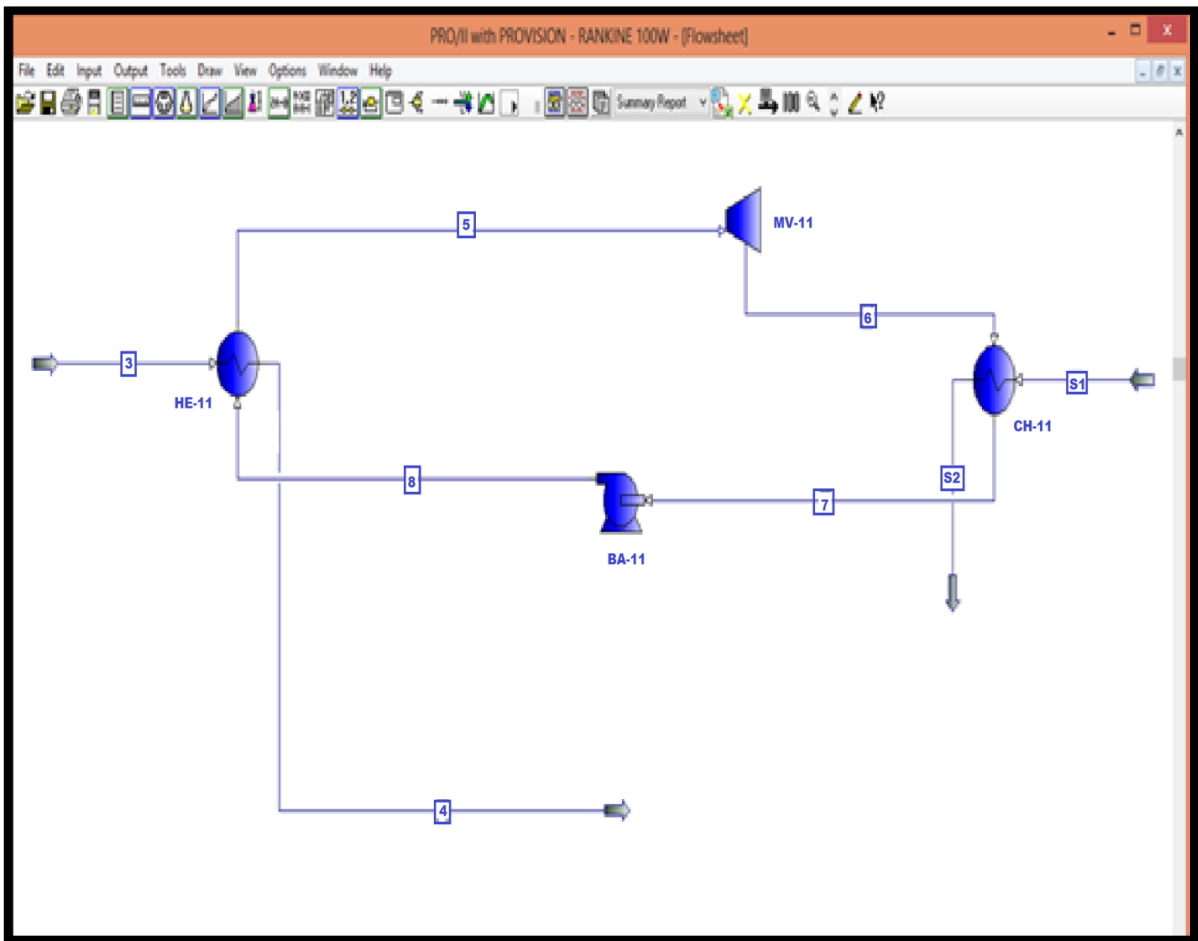 PRO/II with PROVISION - RANKINE 100W - [Flowsheet]
File Edit Input Output Tools Draw View Options Window Help
Summary Report
5
MV-11
6
3
HE-11
S1
CH-11
8
S2
7
BA-11
4